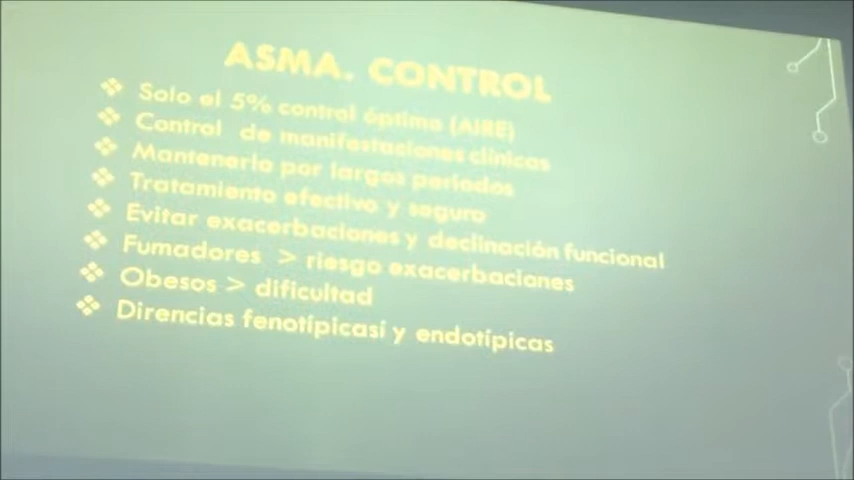 ASMA. CONTROL
Solo el 5% control óptimo (AIRE)
Control de manifestaciones clínicas
Mantenerlo por largos periodos
Tratamiento efectivo y seguro
Evitar exacerbaciones y declinación funcional
Fumadores > riesgo exacerbaciones
Obesos > dificultad
Direncias fenotípicasi y endotípicas